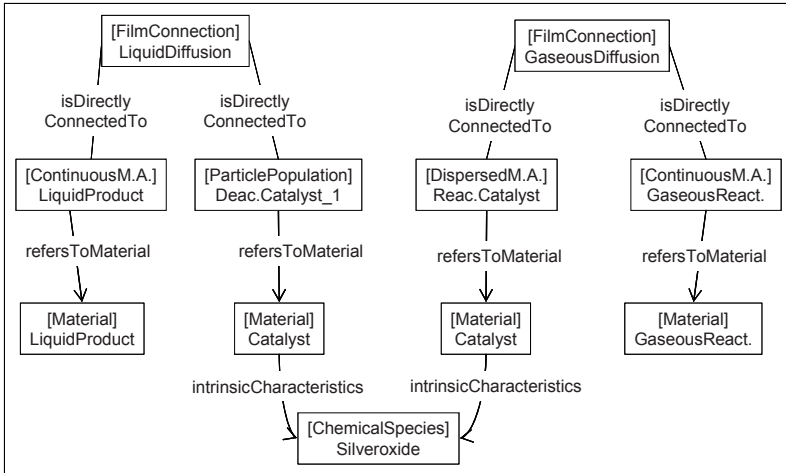 [FilmConnection]
LiquidDiffusion
[FilmConnection]
GaseousDiffusion
isDirectly
ConnectedTo
isDirectly
ConnectedTo
isDirectly
ConnectedTo
isDirectly
ConnectedTo
[ContinuousM.A.]
LiquidProduct
[ParticlePopulation]
Deac.Catalyst_1
[DispersedM.A.]
Reac.Catalyst
[ContinuousM.A.]
GaseousReact.
refersToMaterial
refersToMaterial
refersToMaterial
refersToMaterial
[Material]
LiquidProduct
[Material]
Catalyst
[Material]
Catalyst
[Material]
GaseousReact.
intrinsicCharacteristics
intrinsicCharacteristics
[ChemicalSpecies]
Silveroxide